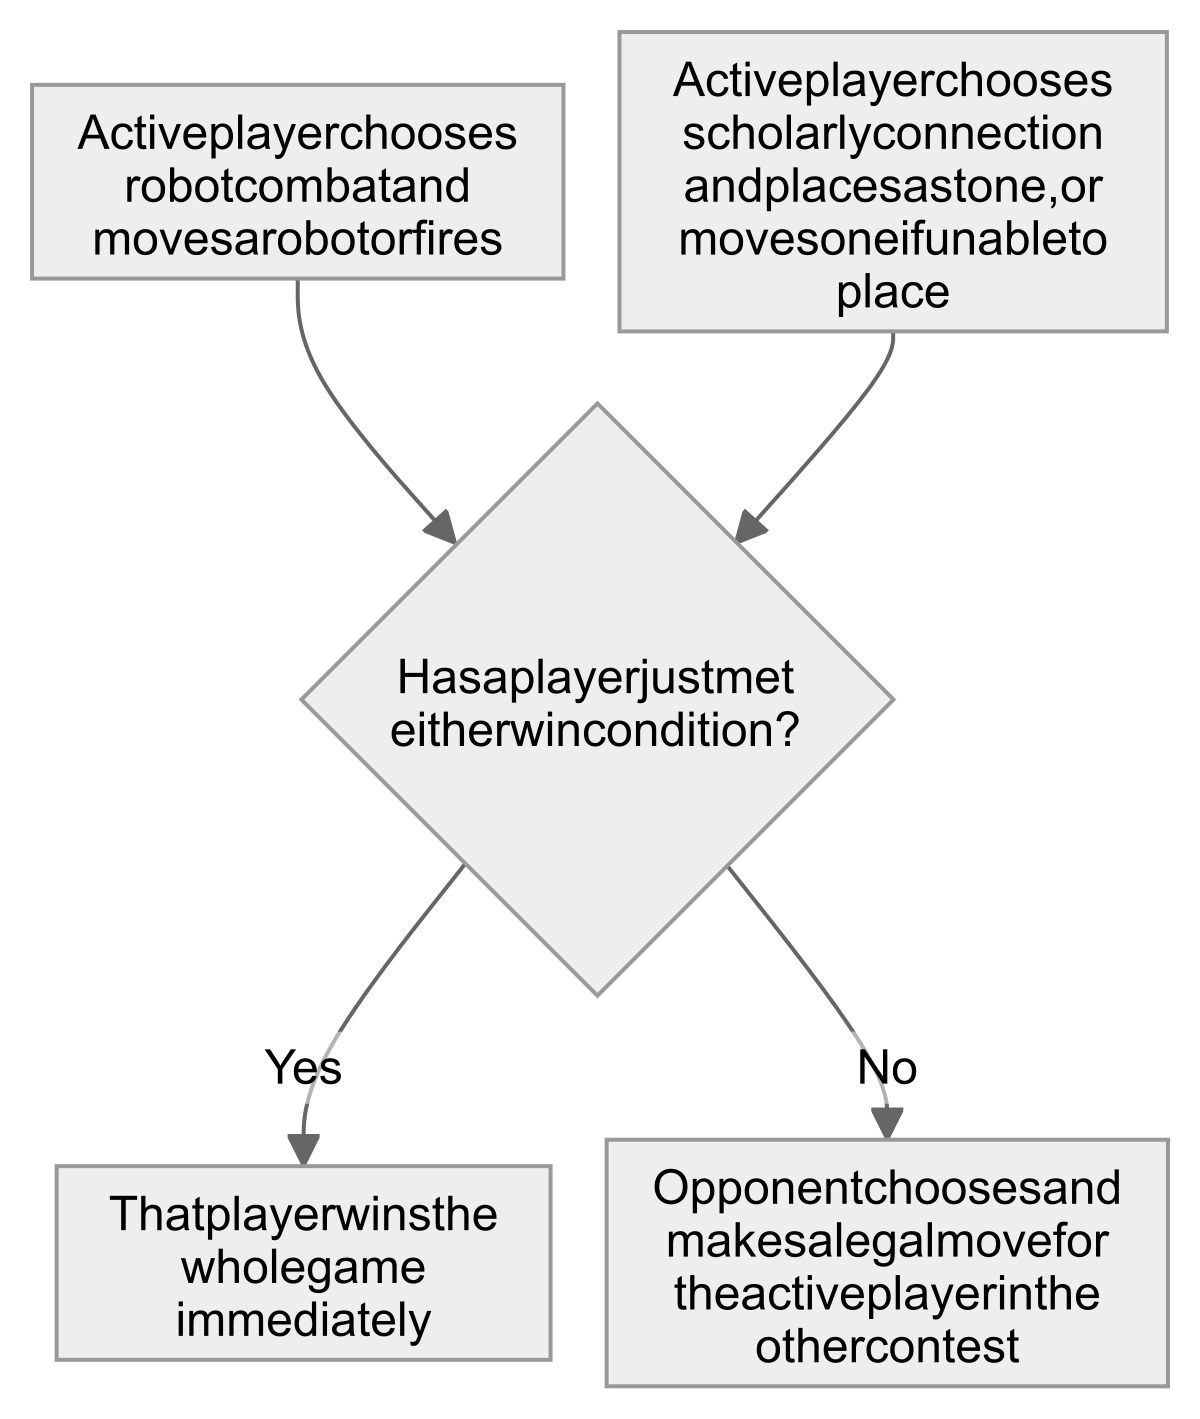 Activeplayerchooses
robotcombatand
movesarobotorfires
Activeplayerchooses
scholarlyconnection
andplacesastone,or
movesoneifunableto
place
Hasaplayerjustmet
eitherwincondition?
Yes
No
Thatplayerwinsthe
wholegame
immediately
Opponentchoosesand
makesalegalmovefor
theactiveplayerinthe
othercontest